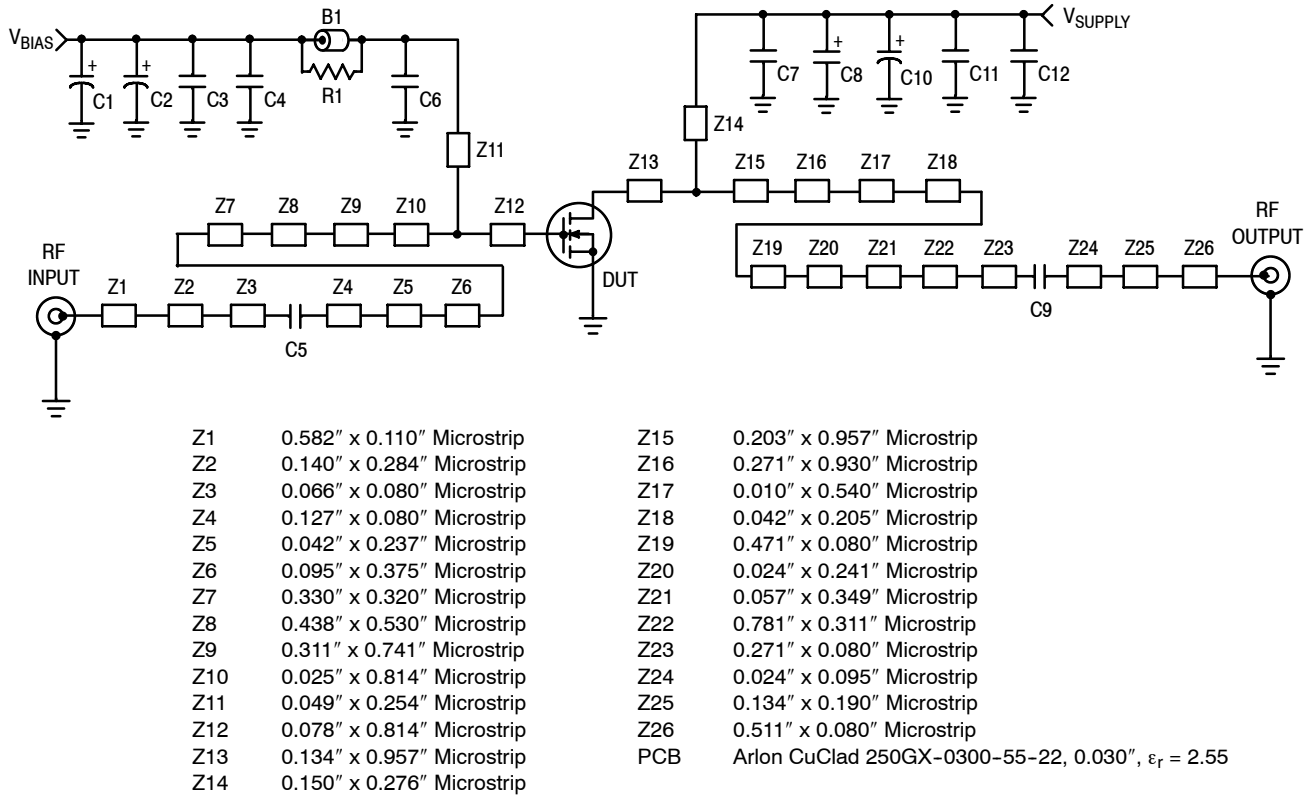 V_BIAS
B1
V_SUPPLY
+
+
+
+
C1
C2
C3
C4
R1
C6
C7
C8
C10
C11
C12
Z11
Z14
Z13
Z15
Z16
Z17
Z18
Z7
Z8
Z9
Z10
Z12
RF
INPUT
RF
OUTPUT
DUT
Z19
Z20
Z21
Z22
Z23
Z24
Z25
Z26
C9
Z1
Z2
Z3
Z4
Z5
Z6
C5
Z1 0.582″ x 0.110″ Microstrip
Z2 0.140″ x 0.284″ Microstrip
Z3 0.066″ x 0.080″ Microstrip
Z4 0.127″ x 0.080″ Microstrip
Z5 0.042″ x 0.237″ Microstrip
Z6 0.095″ x 0.375″ Microstrip
Z7 0.330″ x 0.320″ Microstrip
Z8 0.438″ x 0.530″ Microstrip
Z9 0.311″ x 0.741″ Microstrip
Z10 0.025″ x 0.814″ Microstrip
Z11 0.049″ x 0.254″ Microstrip
Z12 0.078″ x 0.814″ Microstrip
Z13 0.134″ x 0.957″ Microstrip
Z14 0.150″ x 0.276″ Microstrip
Z15 0.203″ x 0.957″ Microstrip
Z16 0.271″ x 0.930″ Microstrip
Z17 0.010″ x 0.540″ Microstrip
Z18 0.042″ x 0.205″ Microstrip
Z19 0.471″ x 0.080″ Microstrip
Z20 0.024″ x 0.241″ Microstrip
Z21 0.057″ x 0.349″ Microstrip
Z22 0.781″ x 0.311″ Microstrip
Z23 0.271″ x 0.080″ Microstrip
Z24 0.024″ x 0.095″ Microstrip
Z25 0.134″ x 0.190″ Microstrip
Z26 0.511″ x 0.080″ Microstrip
PCB Arlon CuClad 250GX-0300-55-22, 0.030″, εr = 2.55